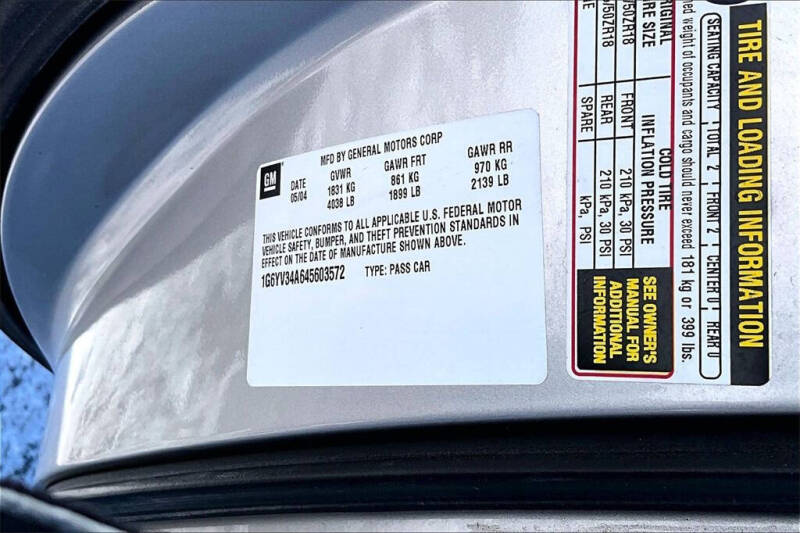 GM
MFD BY GENERAL MOTORS CORP
DATE GVWR GAWR FRT GAWR RR
05/04 1831 KG 861 KG 970 KG
4038 LB 1899 LB 2139 LB
THIS VEHICLE CONFORMS TO ALL APPLICABLE U.S. FEDERAL MOTOR
VEHICLE SAFETY, BUMPER, AND THEFT PREVENTION STANDARDS IN
EFFECT ON THE DATE OF MANUFACTURE SHOWN ABOVE.
1G6YV34A645603572 TYPE: PASS CAR
TIRE AND LOADING INFORMATION
SEATING CAPACITY TOTAL 2 FRONT 2 CENTER 0 REAR 0
weight of occupants and cargo should never exceed 181 kg or 399 lbs.
COLD TIRE
INFLATION PRESSURE
/50ZR18 FRONT 210 kPa, 30 PSI
/50ZR18 REAR 210 kPa, 30 PSI
SPARE kPa, PSI
SEE OWNER'S
MANUAL FOR
ADDITIONAL
INFORMATION